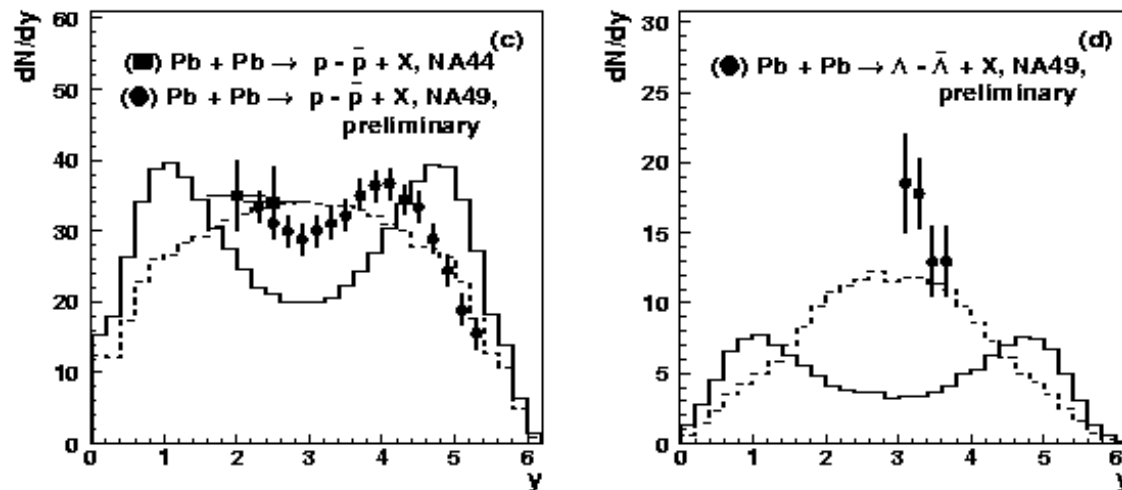 dN/dy
60
50
40
30
20
10
0
(c)
(■) Pb + Pb → p - p̄ + X, NA44
(●) Pb + Pb → p - p̄ + X, NA49,
preliminary
0 1 2 3 4 5 6
y
dN/dy
30
25
20
15
10
5
0
(d)
(●) Pb + Pb → Λ - Λ̄ + X, NA49,
preliminary
0 1 2 3 4 5 6
y